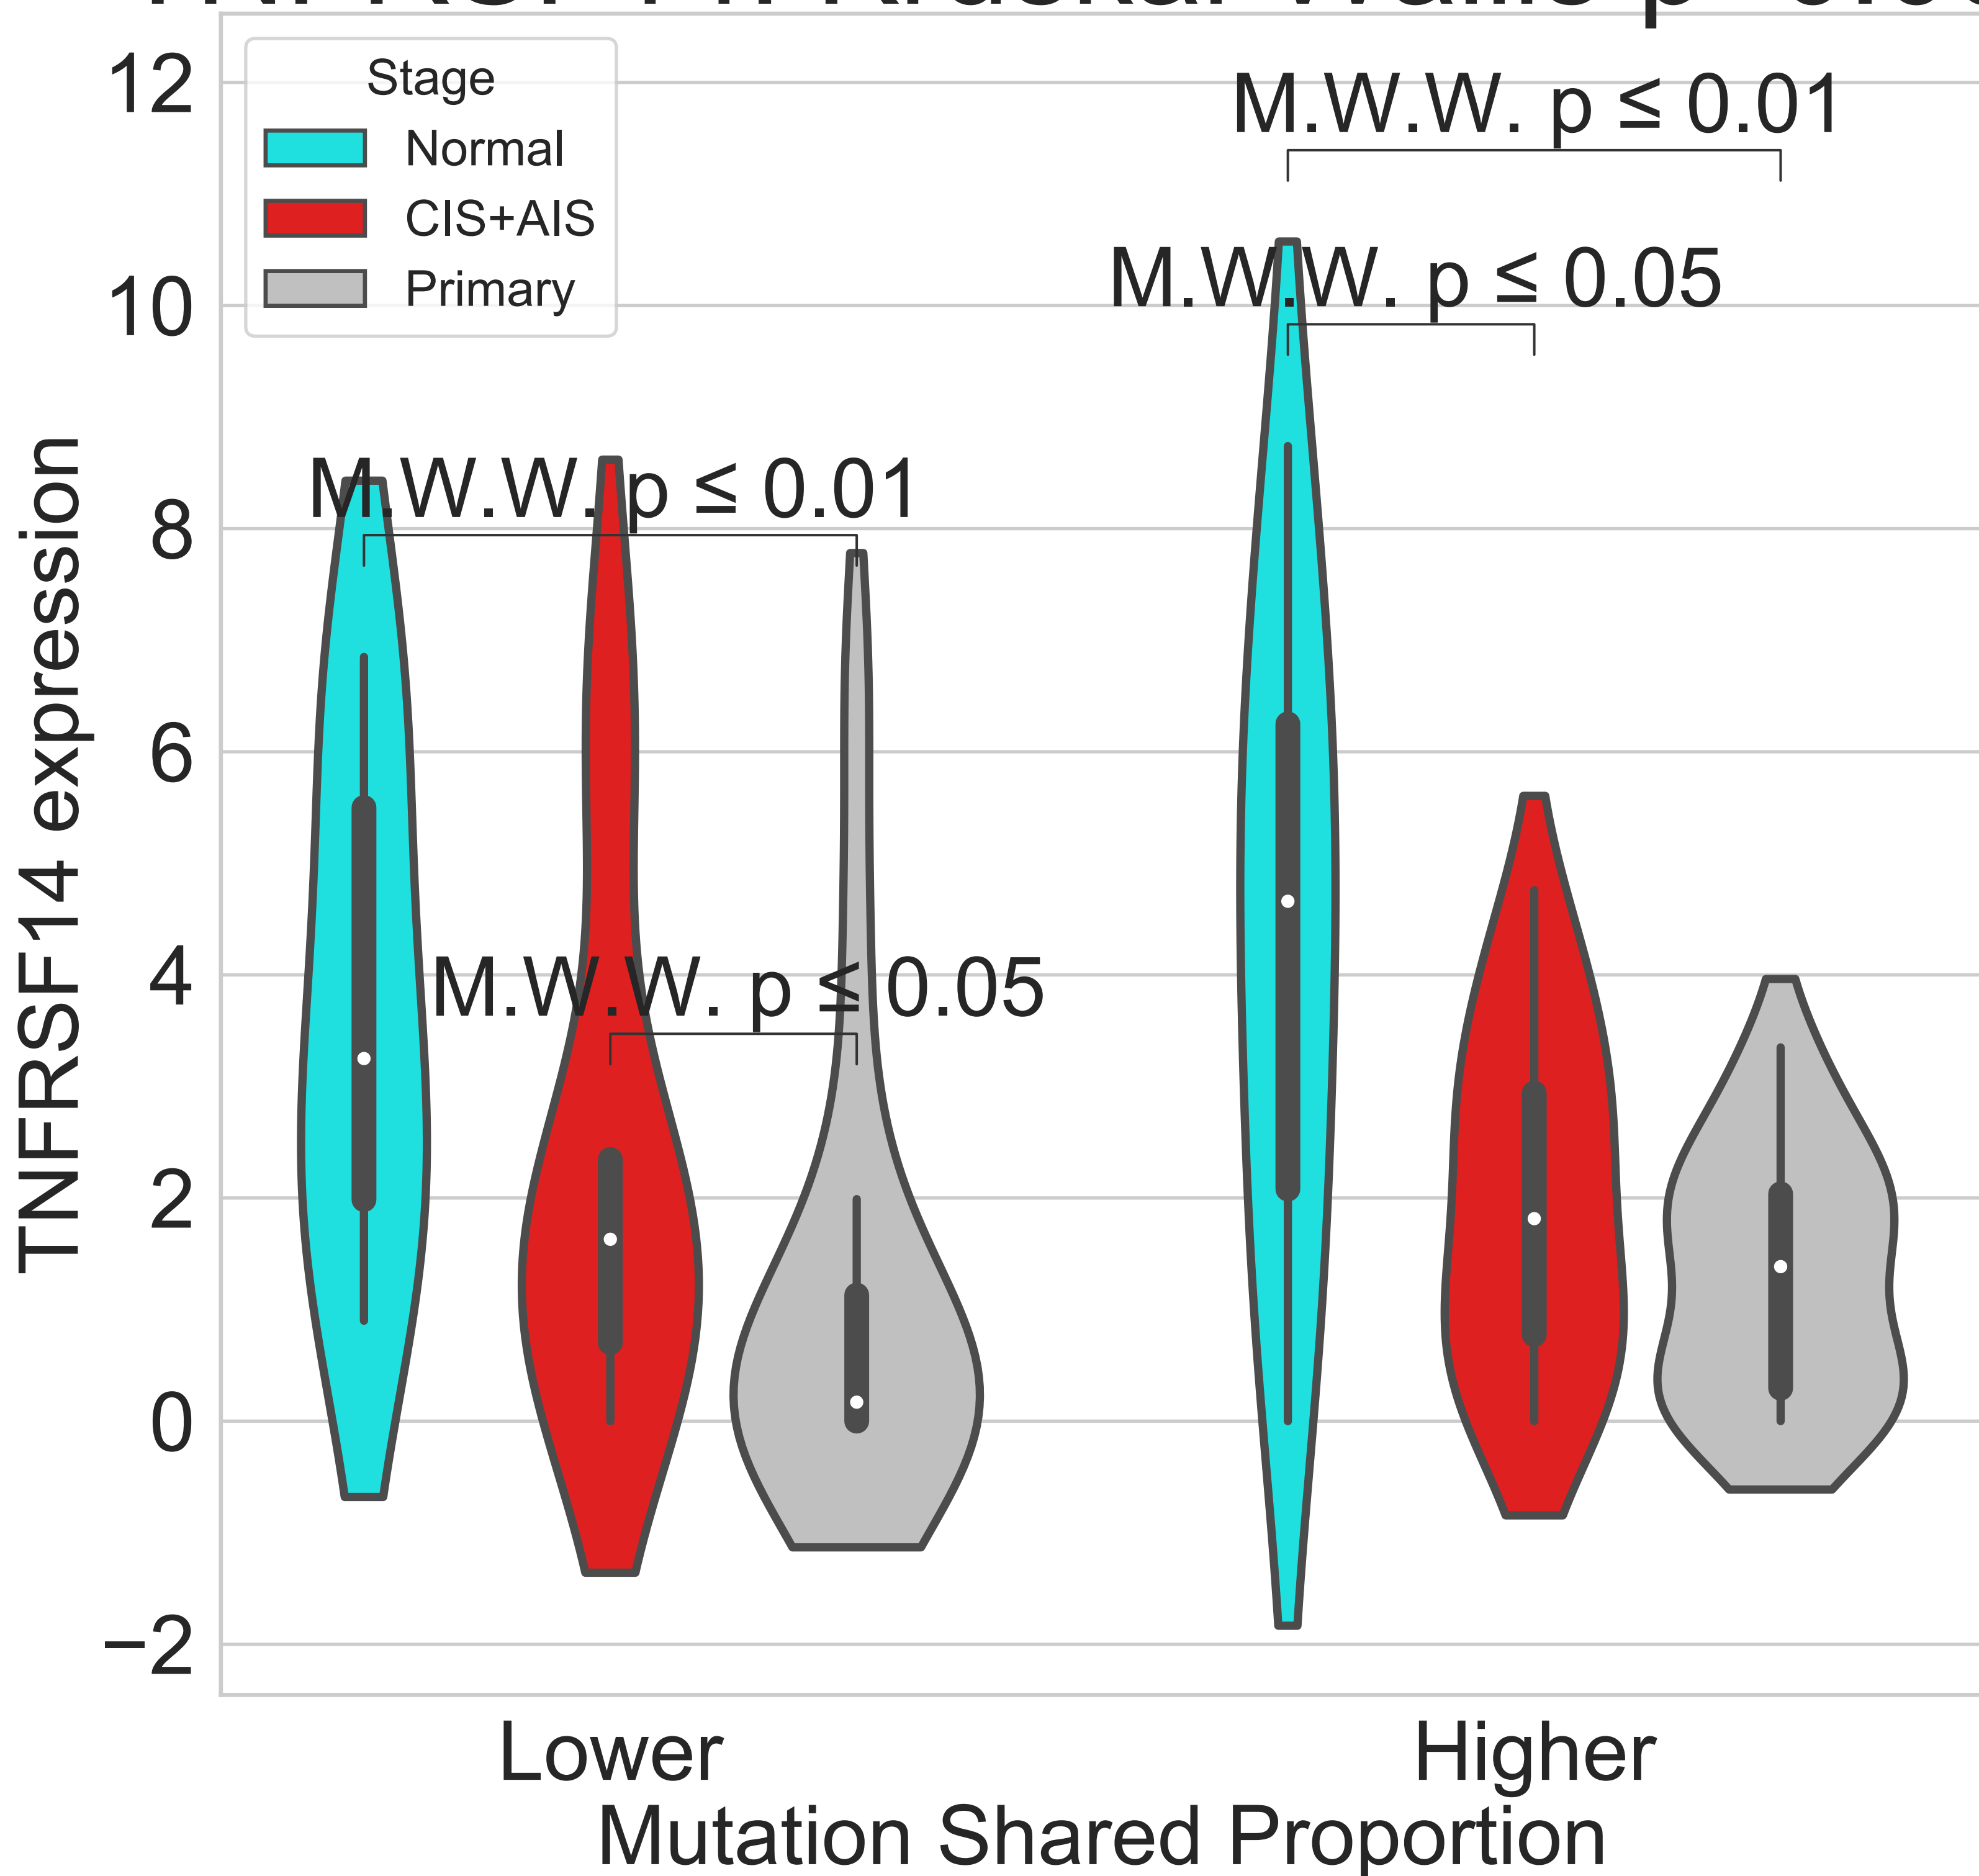 12
10
8
6
4
2
0
−2
TNFRSF14 expression
Stage
Normal
CIS+AIS
Primary
M.W.W. p ≤ 0.01
M.W.W. p ≤ 0.05
M.W.W. p ≤ 0.01
M.W.W. p ≤ 0.05
Lower
Higher
Mutation Shared Proportion